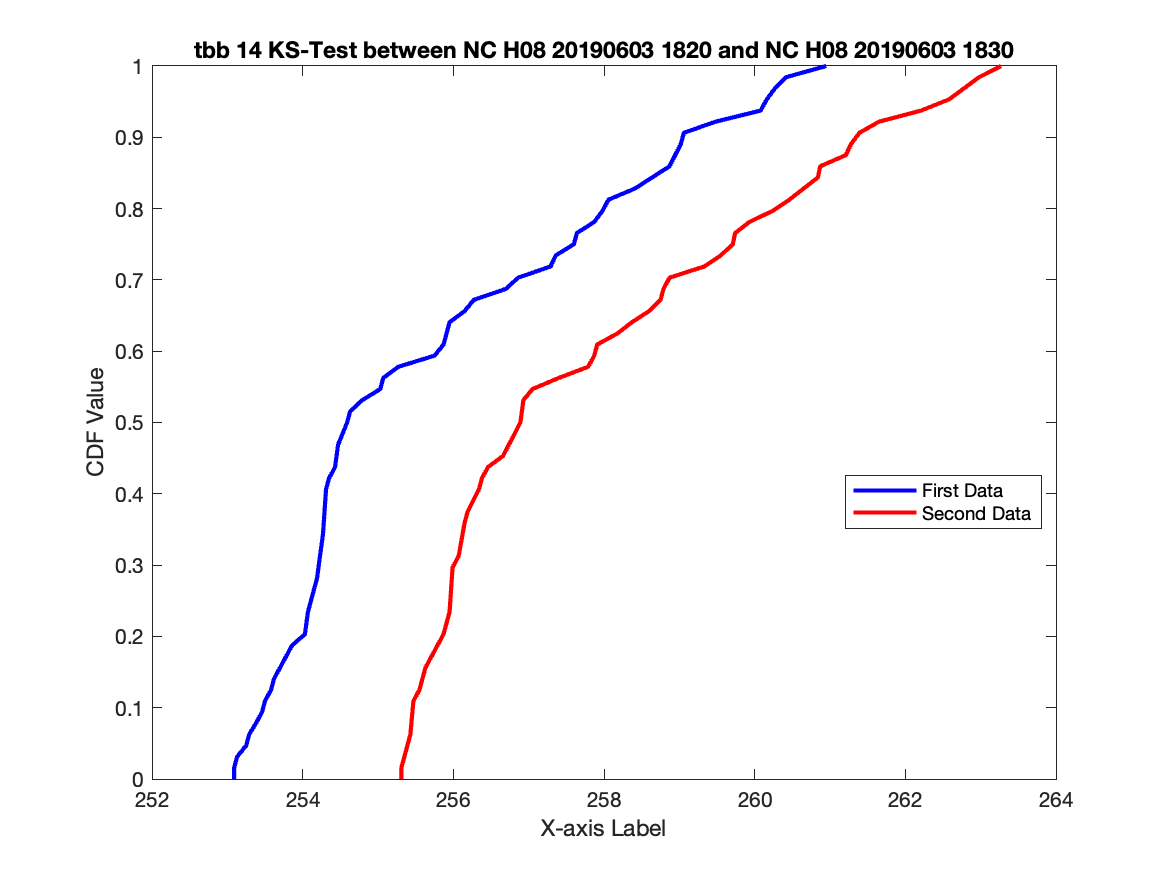 tbb 14 KS-Test between NC H08 20190603 1820 and NC H08 20190603 1830
1
0.9
0.8
0.7
0.6
0.5
0.4
0.3
0.2
0.1
0
CDF Value
First Data
Second Data
252 254 256 258 260 262 264
X-axis Label